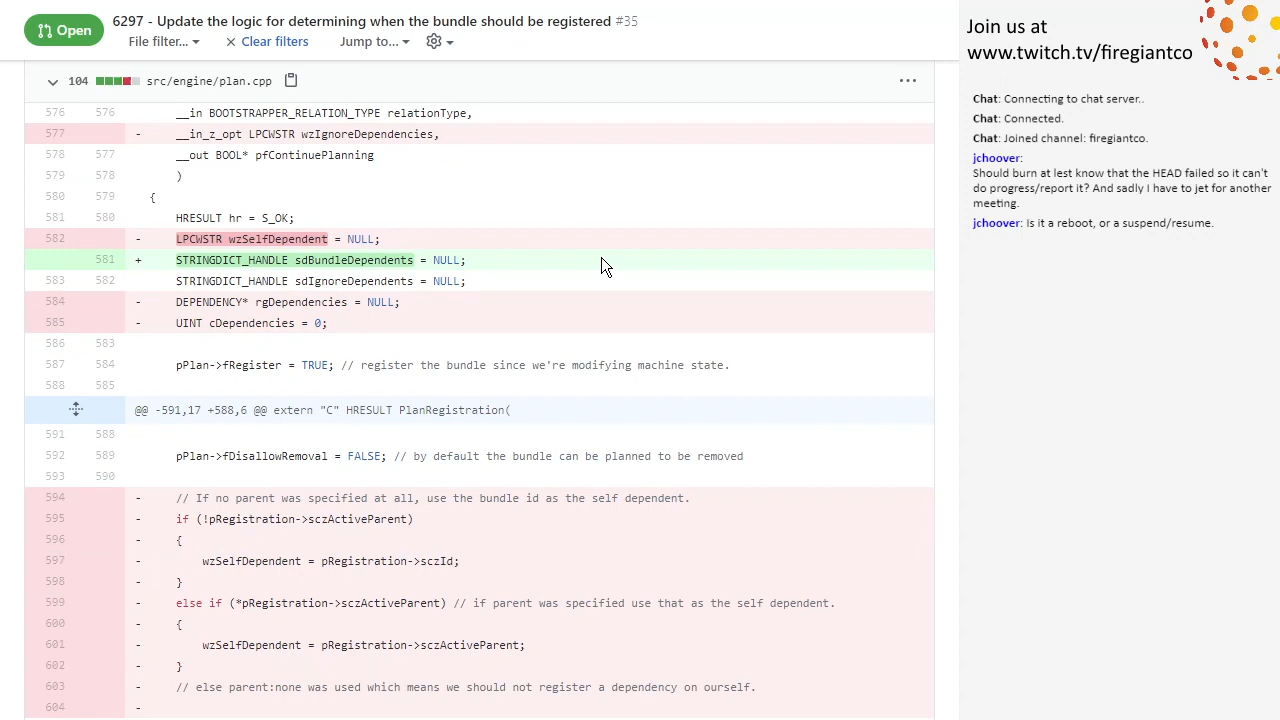 Open
6297 - Update the logic for determining when the bundle should be registered #35
File filter... Clear filters Jump to...
104 src/engine/plan.cpp
576 576 __in BOOTSTRAPPER_RELATION_TYPE relationType,
577 - __in_z_opt LPCWSTR wzIgnoreDependencies,
578 577 __out BOOL* pfContinuePlanning
579 578 )
580 579 {
581 580 HRESULT hr = S_OK;
582 - LPCWSTR wzSelfDependent = NULL;
581 + STRINGDICT_HANDLE sdBundleDependents = NULL;
583 582 STRINGDICT_HANDLE sdIgnoreDependents = NULL;
584 - DEPENDENCY* rgDependencies = NULL;
585 - UINT cDependencies = 0;
586 583
587 584 pPlan->fRegister = TRUE; // register the bundle since we're modifying machine state.
588 585
@@ -591,17 +588,6 @@ extern "C" HRESULT PlanRegistration(
591 588
592 589 pPlan->fDisallowRemoval = FALSE; // by default the bundle can be planned to be removed
593 590
594 - // If no parent was specified at all, use the bundle id as the self dependent.
595 - if (!pRegistration->sczActiveParent)
596 - {
597 - wzSelfDependent = pRegistration->sczId;
598 - }
599 - else if (*pRegistration->sczActiveParent) // if parent was specified use that as the self dependent.
600 - {
601 - wzSelfDependent = pRegistration->sczActiveParent;
602 - }
603 - // else parent:none was used which means we should not register a dependency on ourself.
604 -
Join us at
www.twitch.tv/firegiantco
Chat: Connecting to chat server..
Chat: Connected.
Chat: Joined channel: firegiantco.
jchoover:
Should burn at lest know that the HEAD failed so it can't
do progress/report it? And sadly I have to jet for another
meeting.
jchoover: Is it a reboot, or a suspend/resume.